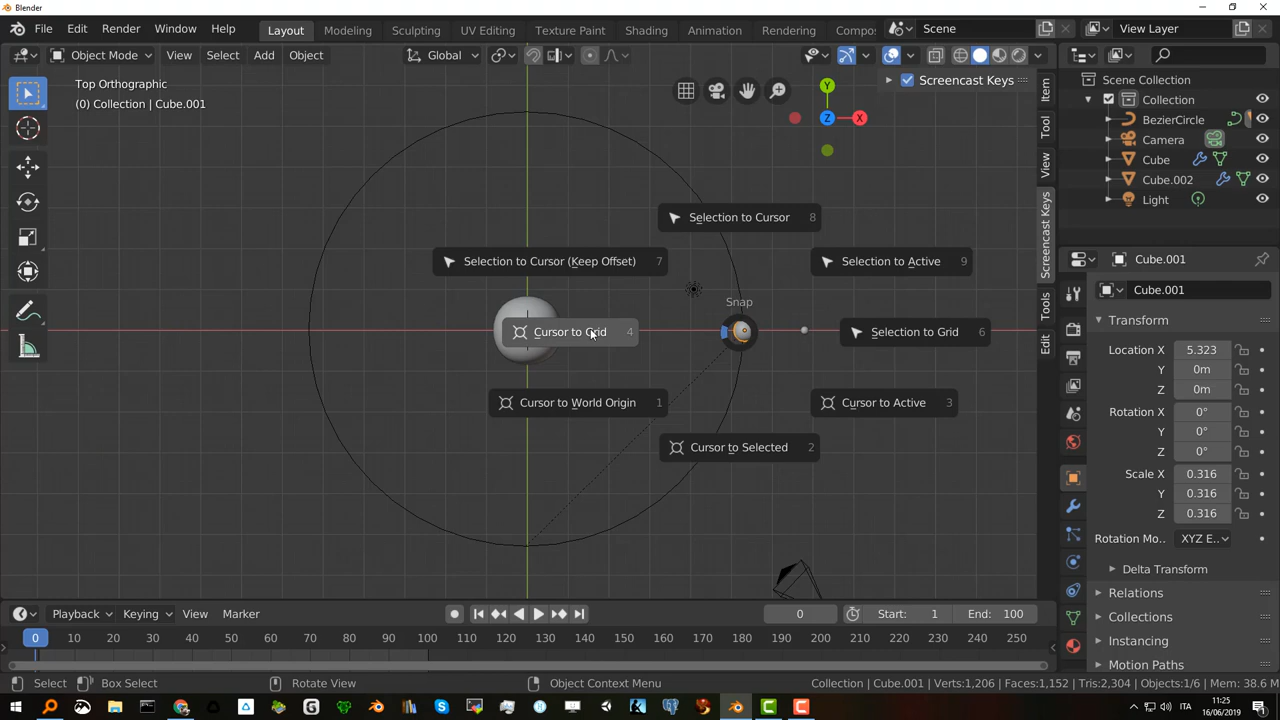 Blender
File Edit Render Window Help Layout Modeling Sculpting UV Editing Texture Paint Shading Animation Rendering Compos Scene View Layer
Object Mode View Select Add Object Global
Top Orthographic
(0) Collection | Cube.001
Screencast Keys
Y
Z
X
Item
Tool
View
Screencast Keys
Tools
Edit
Scene Collection
Collection
BezierCircle
Camera
Cube
Cube.002
Light
Selection to Cursor 8
Selection to Cursor (Keep Offset) 7
Selection to Active 9
Snap
Cursor to Grid 4
Selection to Grid 6
Cursor to World Origin 1
Cursor to Active 3
Cursor to Selected 2
Cube.001
Cube.001
Transform
Location X 5.323
Y 0m
Z 0m
Rotation X 0°
Y 0°
Z 0°
Scale X 0.316
Y 0.316
Z 0.316
Rotation Mo.. XYZ E..
Delta Transform
Relations
Collections
Instancing
Motion Paths
Playback Keying View Marker 0 Start: 1 End: 100
0 10 20 30 40 50 60 70 80 90 100 110 120 130 140 150 160 170 180 190 200 210 220 230 240 250
Select Box Select Rotate View Object Context Menu Collection | Cube.001 | Verts:1,206 | Faces:1,152 | Tris:2,304 | Objects:1/6 | Mem: 38.6 M
ITA
11:25
16/06/2019